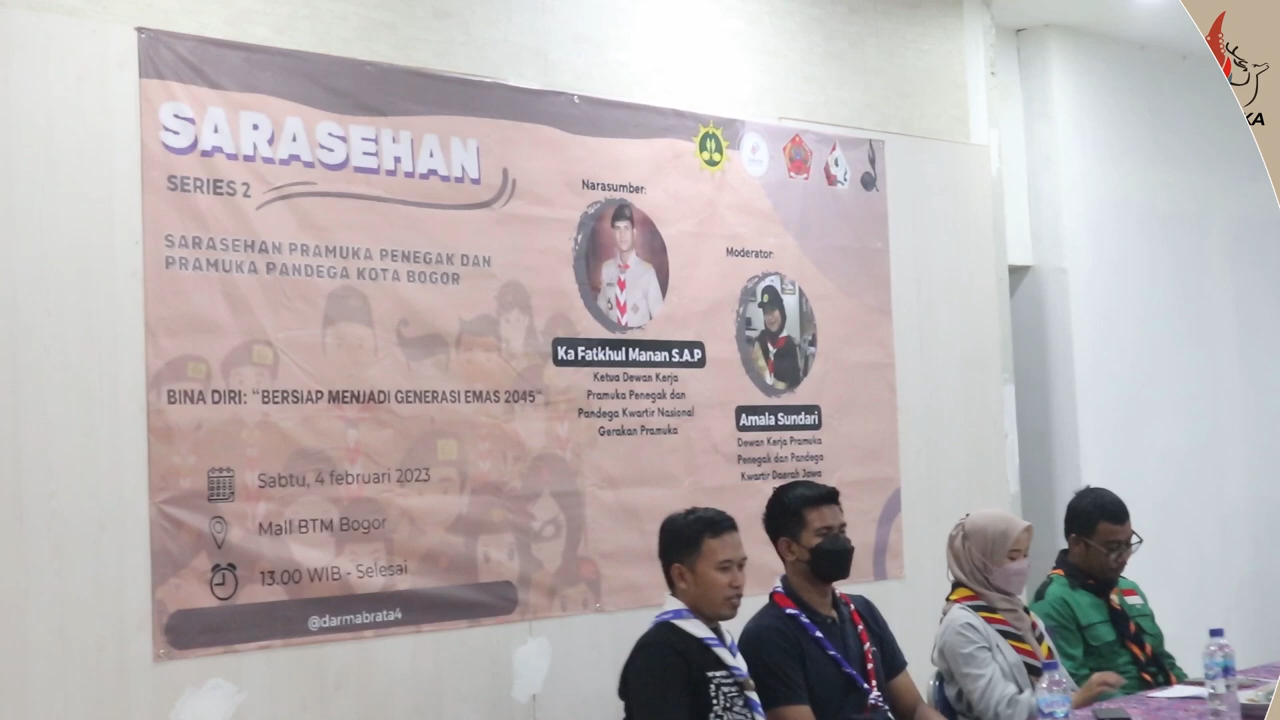 SARASEHAN
SERIES 2
SARASEHAN PRAMUKA PENEGAK DAN
PRAMUKA PANDEGA KOTA BOGOR
BINA DIRI: “BERSIAP MENJADI GENERASI EMAS 2045“
Sabtu, 4 februari 2023
Mall BTM Bogor
13.00 WIB - Selesai
@darmabrata4
Narasumber:
Ka Fatkhul Manan S.A.P
Ketua Dewan Kerja
Pramuka Penegak dan
Pandega Kwartir Nasional
Gerakan Pramuka
Moderator:
Amala Sundari
Dewan Kerja Pramuka
Penegak dan Pandega
Kwartir Daerah Jawa
KA